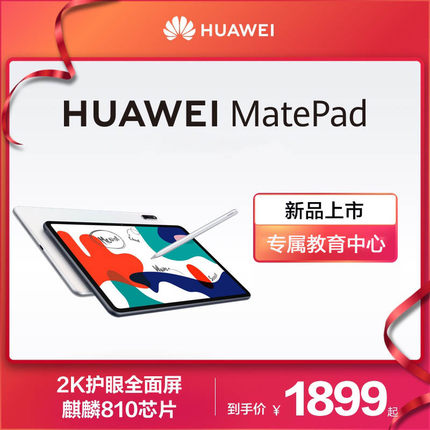 HUAWEI
HUAWEI MatePad
新品上市
专属教育中心
2K护眼全面屏
麒麟810芯片
到手价 ¥1899起